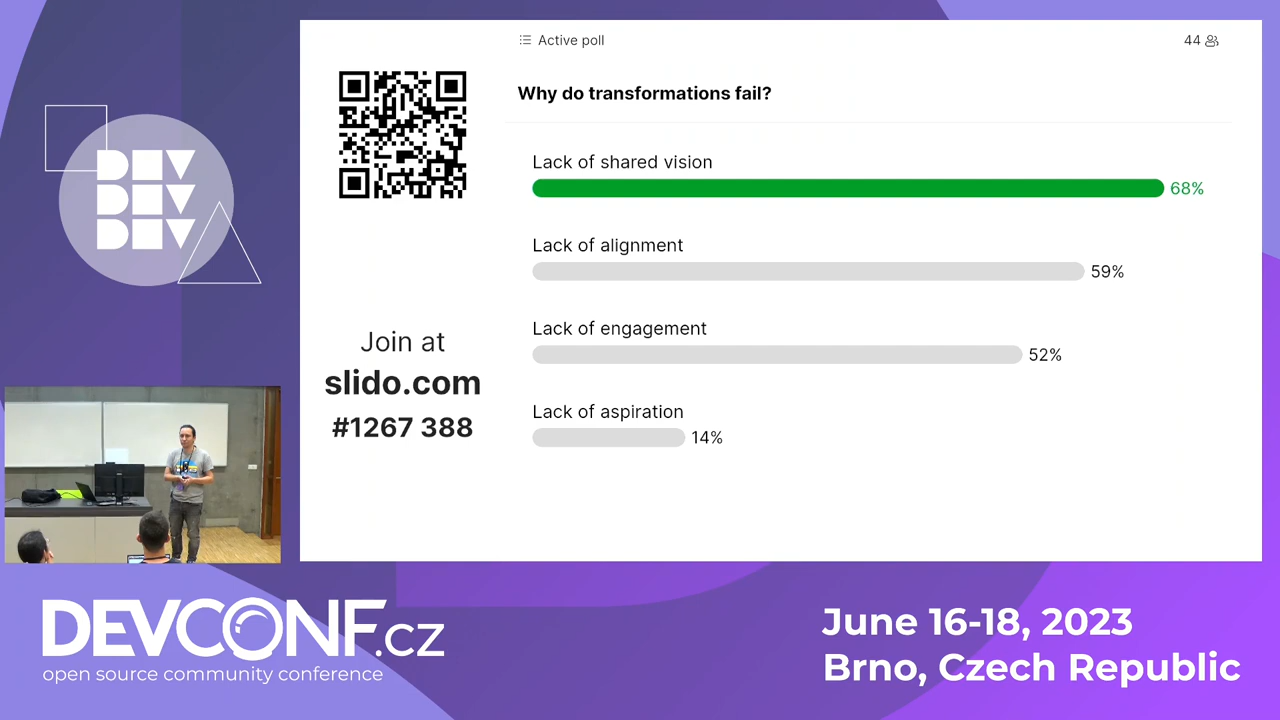 Active poll
44
Why do transformations fail?
Lack of shared vision
68%
Lack of alignment
59%
Lack of engagement
52%
Lack of aspiration
14%
Join at
slido.com
#1267 388
DEV
DEV
DEV
DEVCONF.CZ
open source community conference
June 16-18, 2023
Brno, Czech Republic